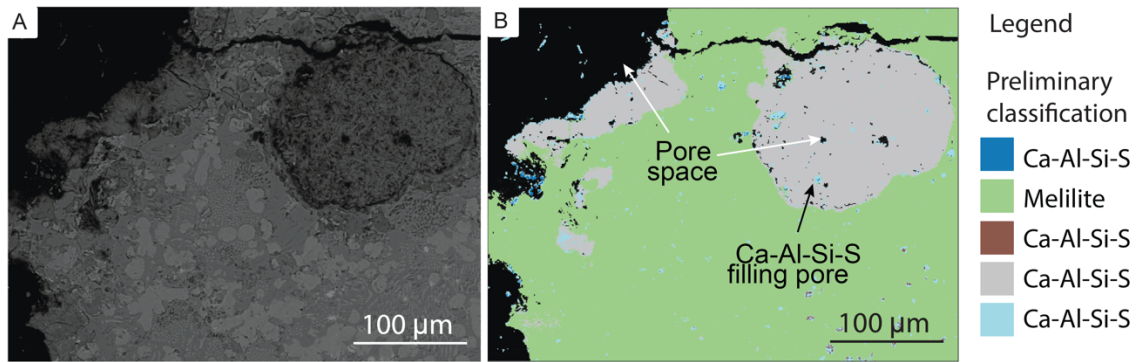 A
100 µm
B
Pore
space
Ca-Al-Si-S
filling pore
100 µm
Legend
Preliminary
classification
Ca-Al-Si-S
Melilite
Ca-Al-Si-S
Ca-Al-Si-S
Ca-Al-Si-S